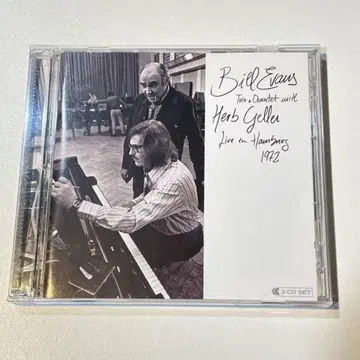 Bill Evans
Trio & Quartet with
Herb Geller
Live in Hamburg
1972
2-CD SET